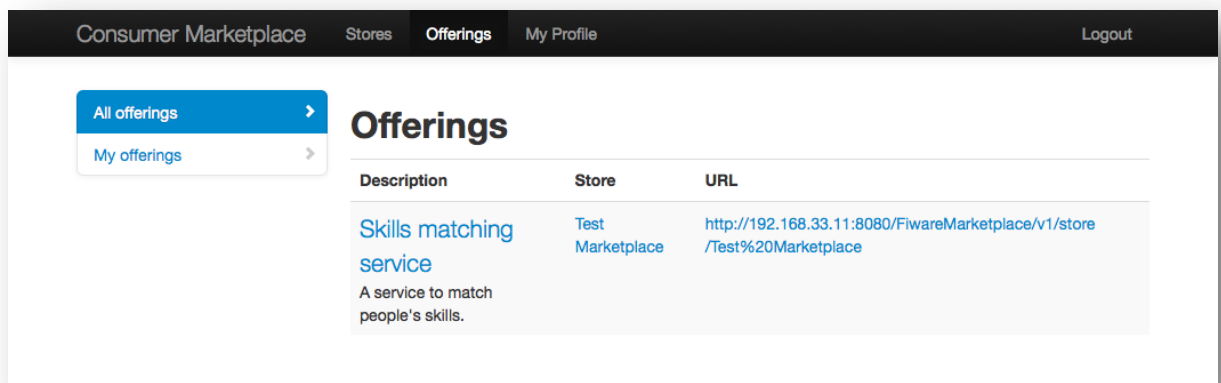 Consumer Marketplace Stores Offerings My Profile Logout
All offerings
My offerings
Offerings
Description Store URL
Skills matching
service
A service to match
people's skills.
Test
Marketplace
http://192.168.33.11:8080/FiwareMarketplace/v1/store
/Test%20Marketplace